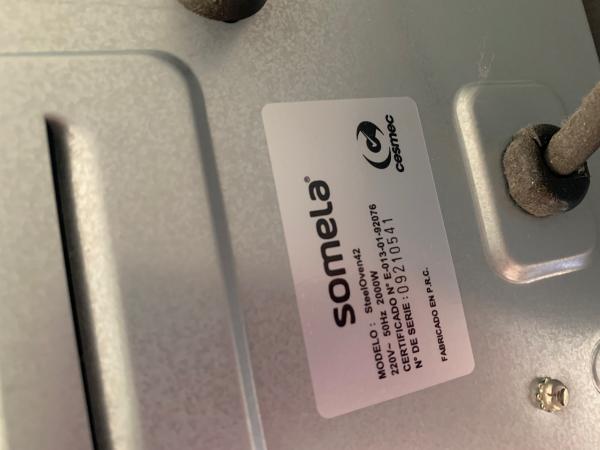 somela®
cesmec
MODELO : SteelOven42
220V~ 50Hz 2000W
CERTIFICADO Nº E-013-01-92076
Nº DE SERIE : 09210541
FABRICADO EN P.R.C.